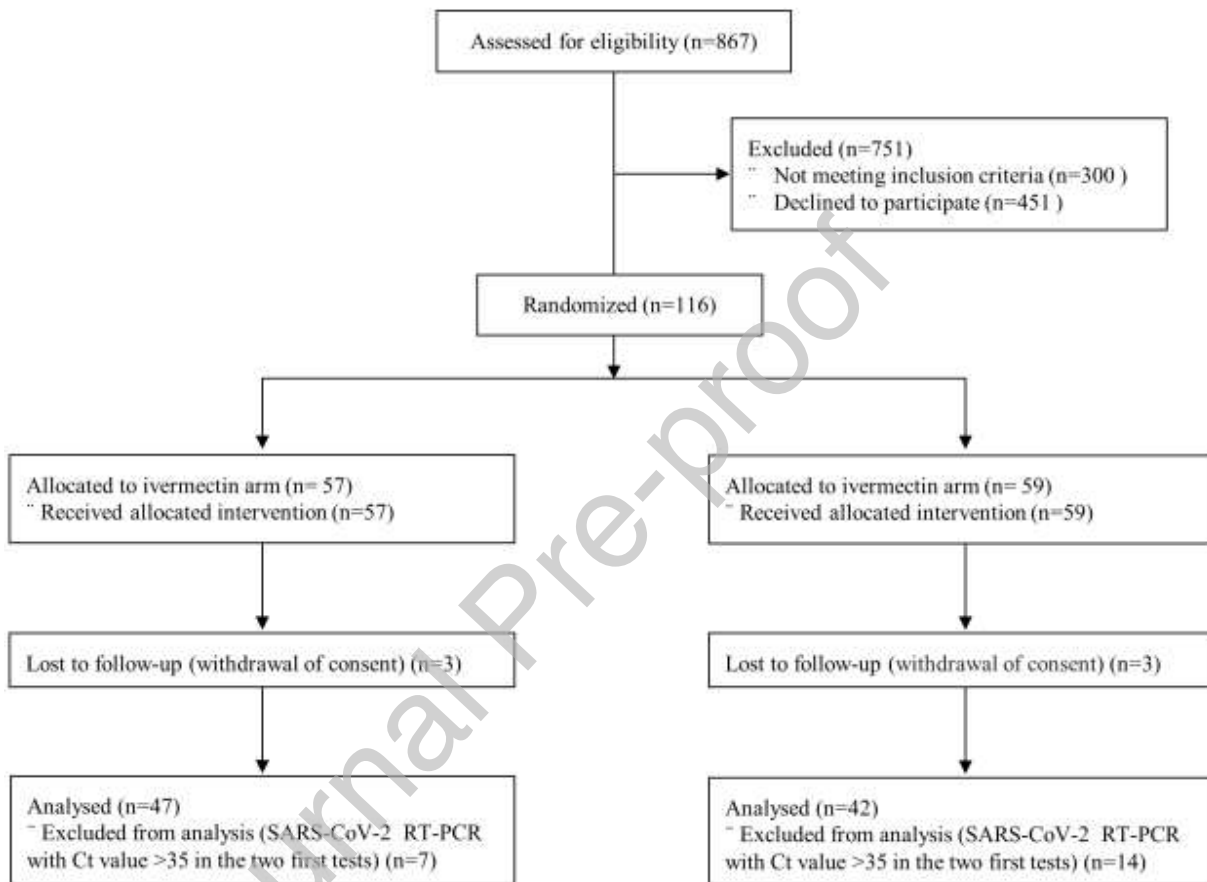 Assessed for eligibility (n=867)
Excluded (n=751)
¨ Not meeting inclusion criteria (n=300 )
¨ Declined to participate (n=451 )
Randomized (n=116)
Allocated to ivermectin arm (n= 57)
¨ Received allocated intervention (n=57)
Allocated to ivermectin arm (n= 59)
¨ Received allocated intervention (n=59)
Lost to follow-up (withdrawal of consent) (n=3)
Lost to follow-up (withdrawal of consent) (n=3)
Analysed (n=47)
¨ Excluded from analysis (SARS-CoV-2 RT-PCR
with Ct value >35 in the two first tests) (n=7)
Analysed (n=42)
¨ Excluded from analysis (SARS-CoV-2 RT-PCR
with Ct value >35 in the two first tests) (n=14)
urnal Pre-proof